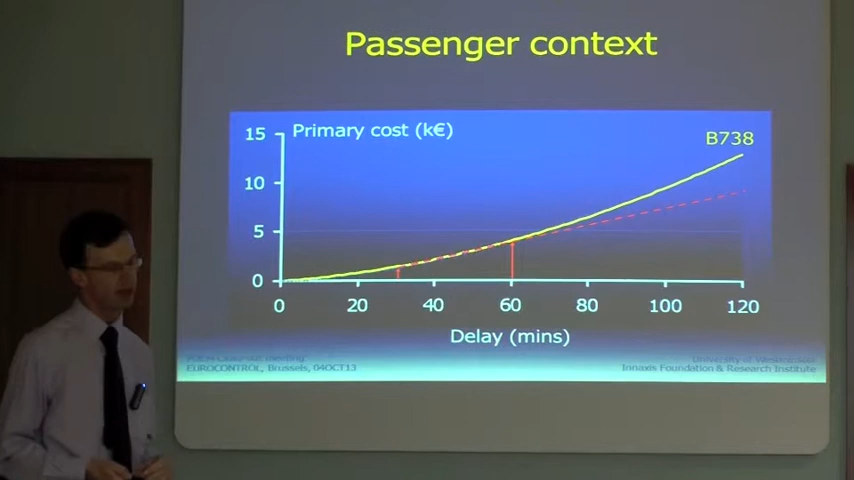 Passenger context
15 Primary cost (k€)
B738
10
5
0
0 20 40 60 80 100 120
Delay (mins)
Meeting
EUROCONTROL, Brussels, 04OCT13
University of Westminster
Innaxis Foundation & Research Institute